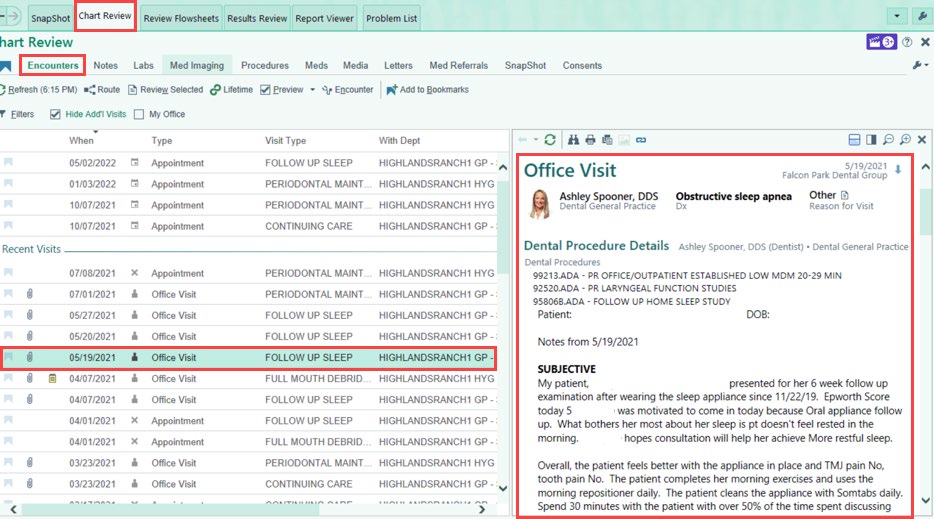 SnapShot Chart Review Review Flowsheets Results Review Report Viewer Problem List
hart Review
Encounters Notes Labs Med Imaging Procedures Meds Media Letters Med Referrals SnapShot Consents
Refresh (6:15 PM) Route Review Selected Lifetime Preview Encounter Add to Bookmarks
Filters Hide Add'l Visits My Office
When Type Visit Type With Dept
05/02/2022 Appointment FOLLOW UP SLEEP HIGHLANDSRANCH1 GP -
01/03/2022 Appointment PERIODONTAL MAINT... HIGHLANDSRANCH1 HYG
10/07/2021 Appointment PERIODONTAL MAINT... HIGHLANDSRANCH1 HYG
10/07/2021 Appointment CONTINUING CARE HIGHLANDSRANCH1 GP -
Recent Visits
07/08/2021 Appointment PERIODONTAL MAINT... HIGHLANDSRANCH1 HYG
07/01/2021 Office Visit PERIODONTAL MAINT... HIGHLANDSRANCH1 GP -
05/27/2021 Office Visit FOLLOW UP SLEEP HIGHLANDSRANCH1 GP -
05/20/2021 Office Visit FOLLOW UP SLEEP HIGHLANDSRANCH1 GP -
05/19/2021 Office Visit FOLLOW UP SLEEP HIGHLANDSRANCH1 GP -
04/07/2021 Office Visit FULL MOUTH DEBRID... HIGHLANDSRANCH1 HYG
04/07/2021 Office Visit FOLLOW UP SLEEP HIGHLANDSRANCH1 GP -
04/01/2021 Appointment FOLLOW UP SLEEP HIGHLANDSRANCH1 GP -
04/01/2021 Appointment FULL MOUTH DEBRID... HIGHLANDSRANCH1 HYG
03/23/2021 Office Visit PERIODONTAL MAINT... HIGHLANDSRANCH1 HYG
03/23/2021 Office Visit CONTINUING CARE HIGHLANDSRANCH1 GP -
Office Visit
5/19/2021
Falcon Park Dental Group
Ashley Spooner, DDS
Dental General Practice
Obstructive sleep apnea
Dx
Other
Reason for Visit
Dental Procedure Details Ashley Spooner, DDS (Dentist) • Dental General Practice
Dental Procedures
99213.ADA - PR OFFICE/OUTPATIENT ESTABLISHED LOW MDM 20-29 MIN
92520.ADA - PR LARYNGEAL FUNCTION STUDIES
95806B.ADA - FOLLOW UP HOME SLEEP STUDY
Patient: DOB:
Notes from 5/19/2021
SUBJECTIVE
My patient, presented for her 6 week follow up
examination after wearing the sleep appliance since 11/22/19. Epworth Score
today 5 was motivated to come in today because Oral appliance follow
up. What bothers her most about her sleep is pt doesn't feel rested in the
morning. hopes consultation will help her achieve More restful sleep.
Overall, the patient feels better with the appliance in place and TMJ pain No,
tooth pain No. The patient completes her morning exercises and uses the
morning repositioner daily. The patient cleans the appliance with Somtabs daily.
Spend 30 minutes with the patient with over 50% of the time spent discussing